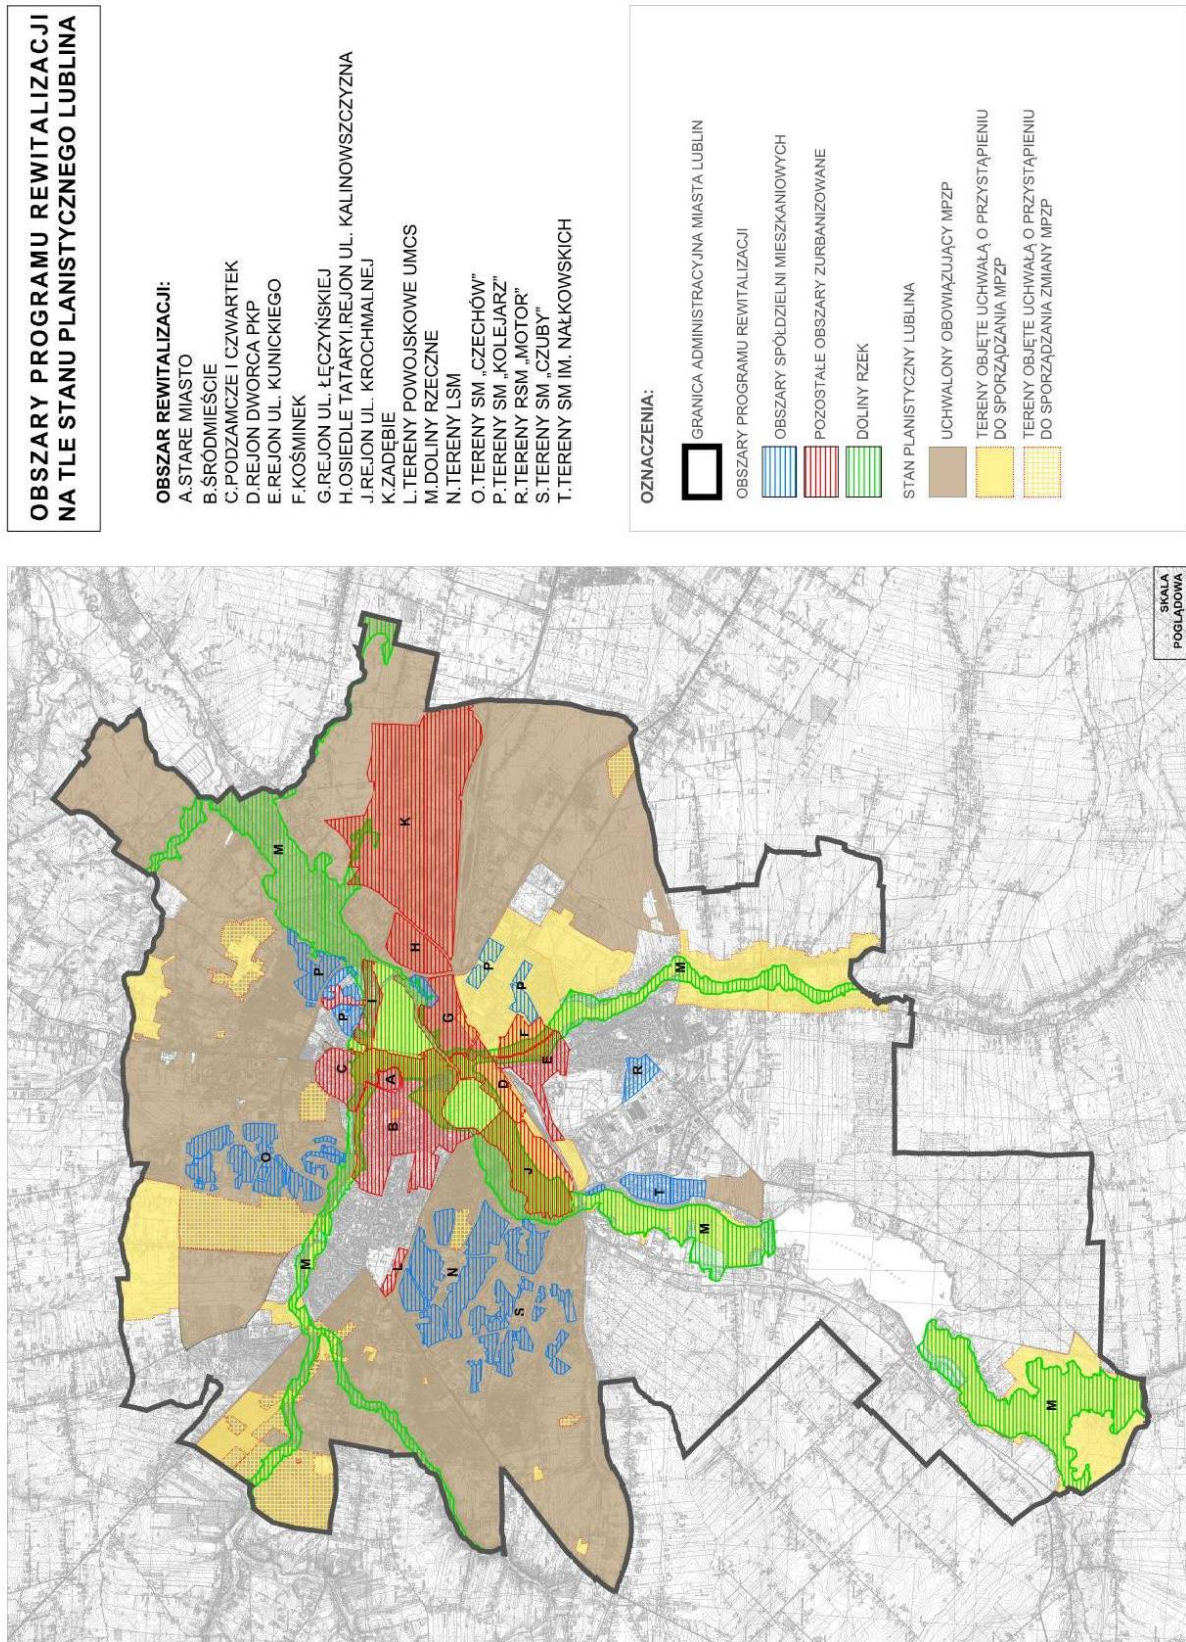 OBSZARY PROGRAMU REWITALIZACJI
NA TLE STANU PLANISTYCZNEGO LUBLINA
OBSZAR REWITALIZACJI:
A.STARE MIASTO
B.ŚRÓDMIEŚCIE
C.PODZAMCZE I CZWARTEK
D.REJON DWORCA PKP
E.REJON UL. KUNICKIEGO
F.KOŚMINEK
G.REJON UL. ŁĘCZYŃSKIEJ
H.OSIEDLE TATARY I.REJON UL. KALINOWSZCZYZNA
J.REJON UL. KROCHMALNEJ
K.ZADĘBIE
L.TERENY POWOJSKOWE UMCS
M.DOLINY RZECZNE
N.TERENY LSM
O.TERENY SM „CZECHÓW”
P.TERENY SM „KOLEJARZ”
R.TERENY RSM „MOTOR”
S.TERENY SM „CZUBY”
T.TERENY SM IM. NAŁKOWSKICH
OZNACZENIA:
GRANICA ADMINISTRACYJNA MIASTA LUBLIN
OBSZARY PROGRAMU REWITALIZACJI
OBSZARY SPÓŁDZIELNI MIESZKANIOWYCH
POZOSTAŁE OBSZARY ZURBANIZOWANE
DOLINY RZEK
STAN PLANISTYCZNY LUBLINA
UCHWALONY OBOWIĄZUJĄCY MPZP
TERENY OBJĘTE UCHWAŁĄ O PRZYSTĄPIENIU
DO SPORZĄDZANIA MPZP
TERENY OBJĘTE UCHWAŁĄ O PRZYSTĄPIENIU
DO SPORZĄDZANIA ZMIANY MPZP
M
K
H
P
P
I
G
P
P
C
A
F
E
M
D
B
O
J
R
M
L
N
S
T
M
M
SKALA
POGLĄDOWA